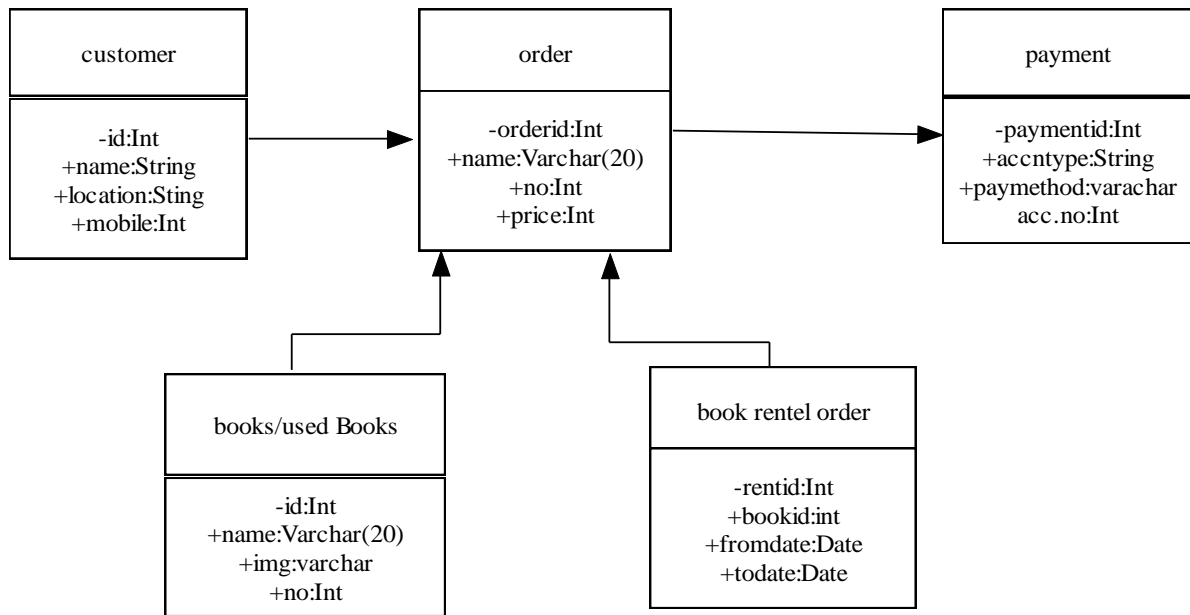 customer
-id:Int
+name:String
+location:Sting
+mobile:Int
order
-orderid:Int
+name:Varchar(20)
+no:Int
+price:Int
payment
-paymentid:Int
+accntype:String
+paymethod:varachar
acc.no:Int
books/used Books
-id:Int
+name:Varchar(20)
+img:varchar
+no:Int
book rentel order
-rentid:Int
+bookid:int
+fromdate:Date
+todate:Date